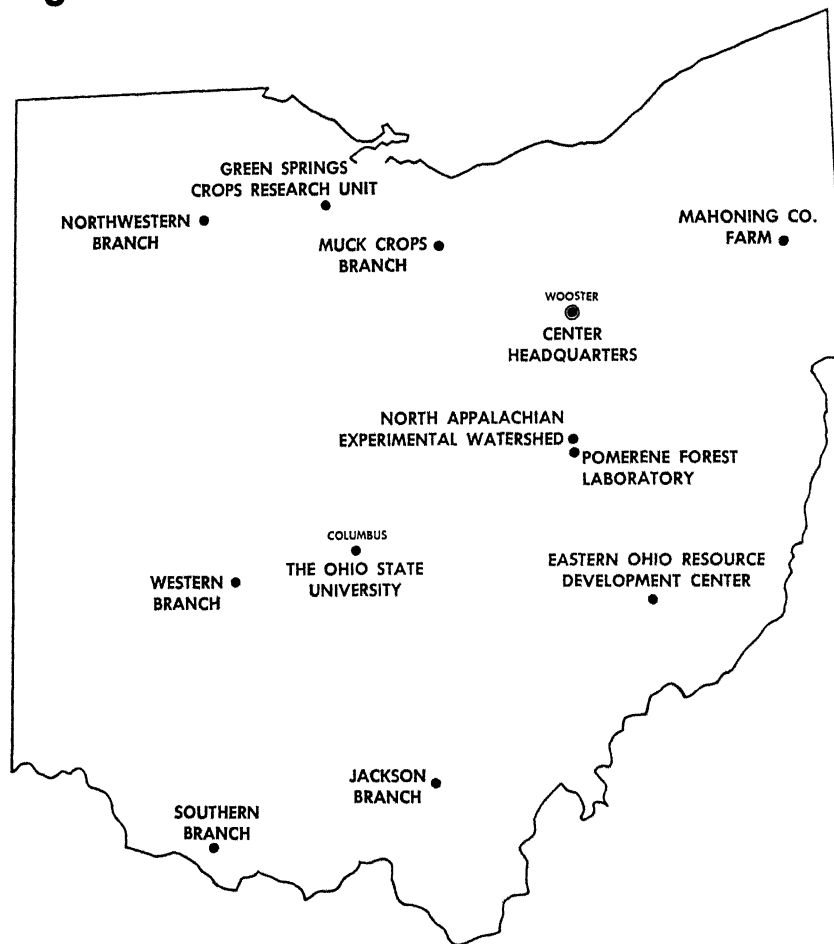 GREEN SPRINGS
CROPS RESEARCH UNIT
NORTHWESTERN
BRANCH
MUCK CROPS
BRANCH
MAHONING CO.
FARM
WOOSTER
CENTER
HEADQUARTERS
NORTH APPALACHIAN
EXPERIMENTAL WATERSHED
POMERENE FOREST
LABORATORY
COLUMBUS
THE OHIO STATE
UNIVERSITY
EASTERN OHIO RESOURCE
DEVELOPMENT CENTER
WESTERN
BRANCH
JACKSON
BRANCH
SOUTHERN
BRANCH